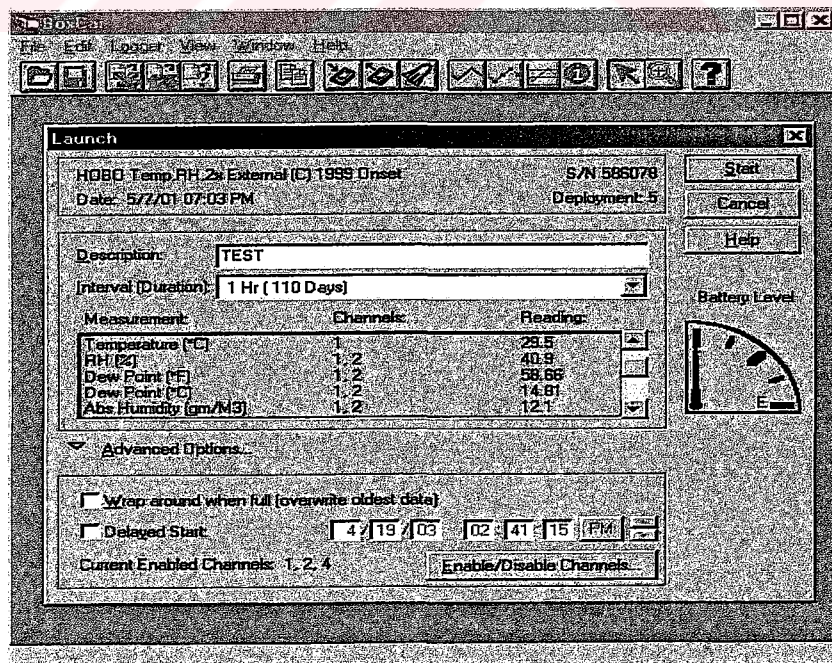 BoxCar
File Edit Logger View Window Help
Launch
HOBO Temp,RH,2x External (C) 1999 Onset S/N 586078
Date: 5/7/01 07:03 PM Deployment: 5
Start
Cancel
Help
Description: TEST
Interval (Duration): 1 Hr ( 110 Days)
Battery Level
Measurement: Channels: Reading:
Temperature (°C) 1 29.5
RH (%) 1, 2 40.9
Dew Point (°F) 1, 2 58.66
Dew Point (°C) 1, 2 14.81
Abs Humidity (gm/M3) 1, 2 12.1
E
Advanced Options...
Wrap around when full (overwrite oldest data)
Delayed Start: 4 / 19 / 03 02 : 41 : 15 PM
Current Enabled Channels: 1, 2, 4 Enable/Disable Channels...